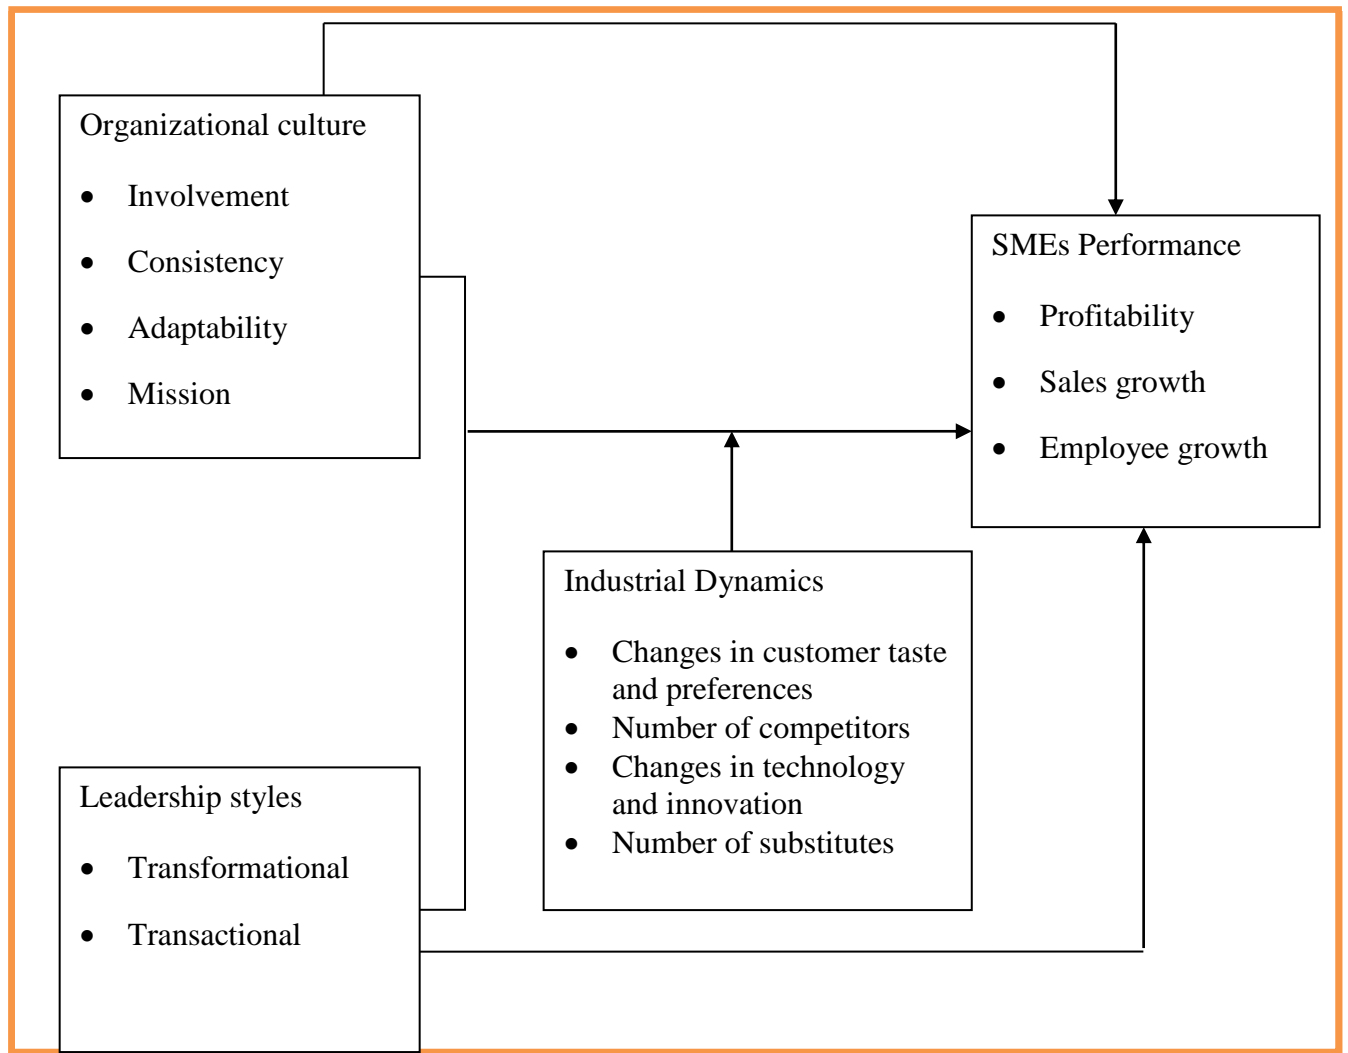 Organizational culture
• Involvement
• Consistency
• Adaptability
• Mission
SMEs Performance
• Profitability
• Sales growth
• Employee growth
Industrial Dynamics
• Changes in customer taste
and preferences
• Number of competitors
• Changes in technology
and innovation
• Number of substitutes
Leadership styles
• Transformational
• Transactional